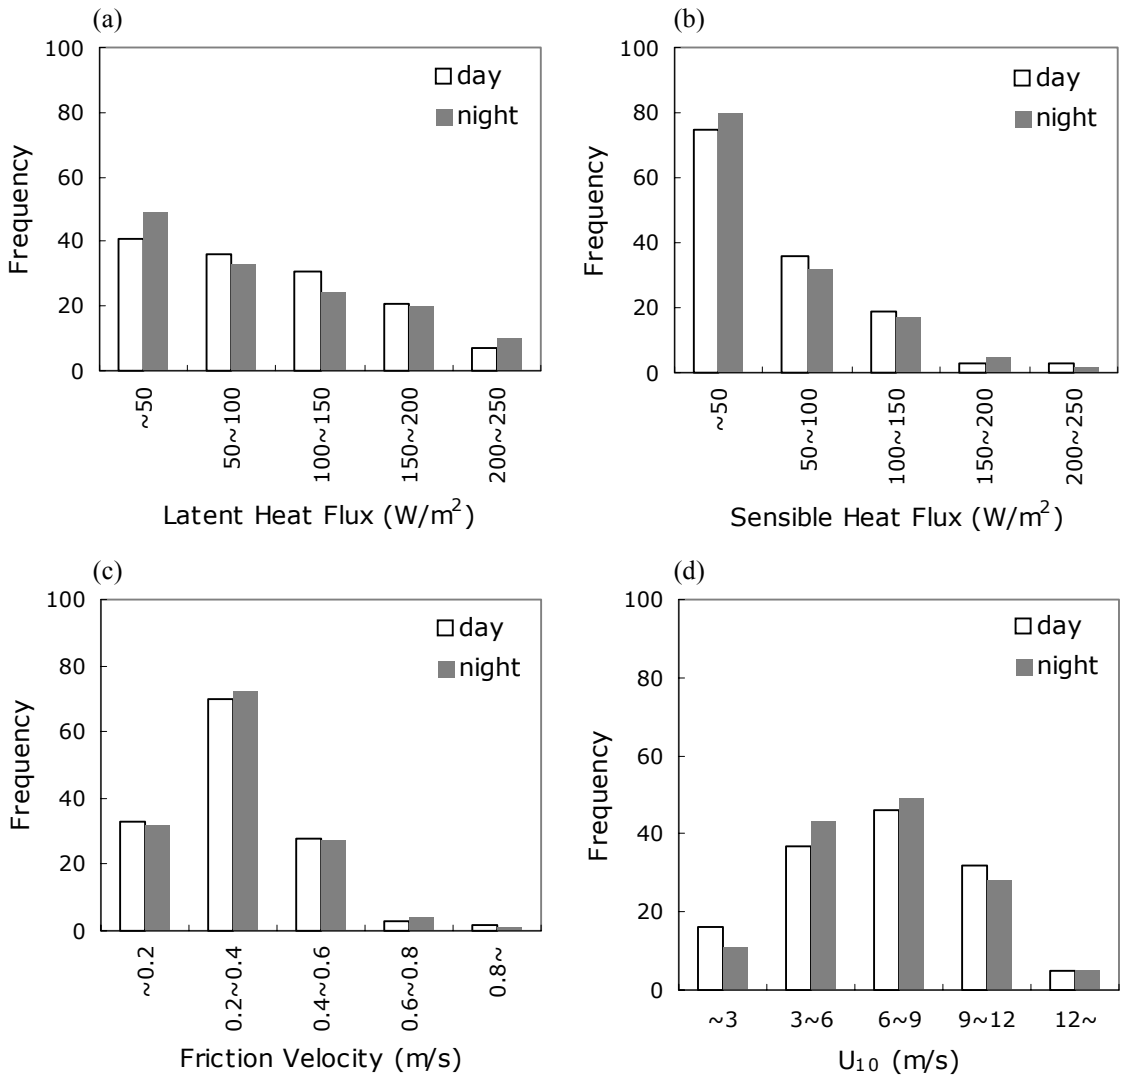 (a)
100
80
60
40
20
0
Frequency
day
night
~50
50~100
100~150
150~200
200~250
Latent Heat Flux (W/m²)
(b)
100
80
60
40
20
0
Frequency
day
night
~50
50~100
100~150
150~200
200~250
Sensible Heat Flux (W/m²)
(c)
100
80
60
40
20
0
Frequency
day
night
~0.2
0.2~0.4
0.4~0.6
0.6~0.8
0.8~
Friction Velocity (m/s)
(d)
100
80
60
40
20
0
Frequency
day
night
~3
3~6
6~9
9~12
12~
U₁₀ (m/s)